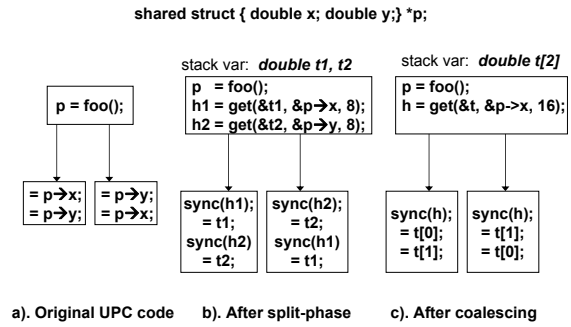 shared struct { double x; double y;} *p;
stack var: double t1, t2
stack var: double t[2]
p = foo();
p = foo();
h1 = get(&t1, &p→x, 8);
h2 = get(&t2, &p→y, 8);
p = foo();
h = get(&t, &p->x, 16);
= p→x;
= p→y;
= p→y;
= p→x;
sync(h1);
= t1;
sync(h2)
= t2;
sync(h2);
= t2;
sync(h1)
= t1;
sync(h);
= t[0];
= t[1];
sync(h);
= t[1];
= t[0];
a). Original UPC code
b). After split-phase
c). After coalescing